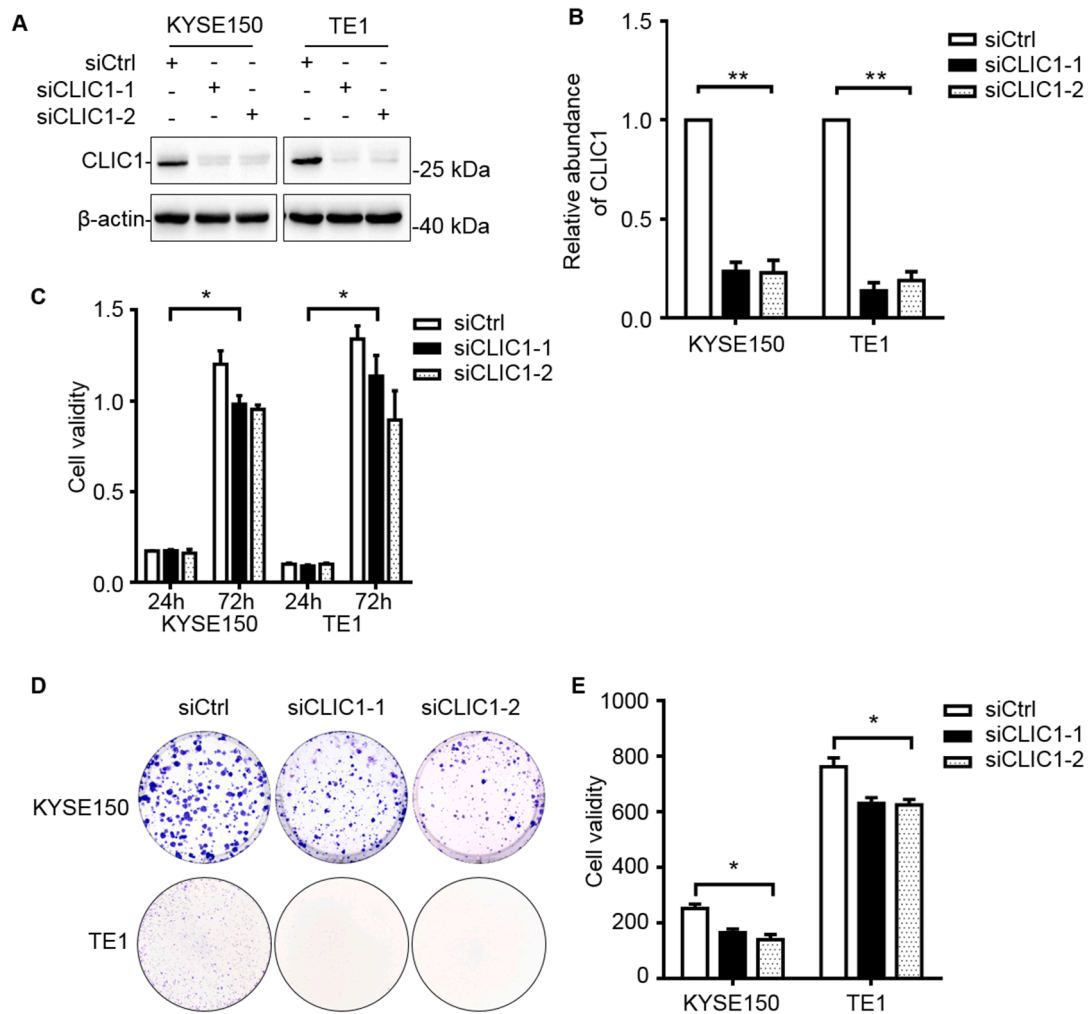 A
KYSE150 TE1
siCtrl + - - + - -
siCLIC1-1 - + - - + -
siCLIC1-2 - - + - - +
CLIC1 -25 kDa
β-actin -40 kDa
B
Relative abundance
of CLIC1
1.5
1.0
0.5
0.0
** **
KYSE150 TE1
siCtrl
siCLIC1-1
siCLIC1-2
C
Cell validity
1.5
1.0
0.5
0.0
* *
24h 72h 24h 72h
KYSE150 TE1
siCtrl
siCLIC1-1
siCLIC1-2
D
siCtrl siCLIC1-1 siCLIC1-2
KYSE150
TE1
E
Cell validity
1000
800
600
400
200
0
* *
KYSE150 TE1
siCtrl
siCLIC1-1
siCLIC1-2